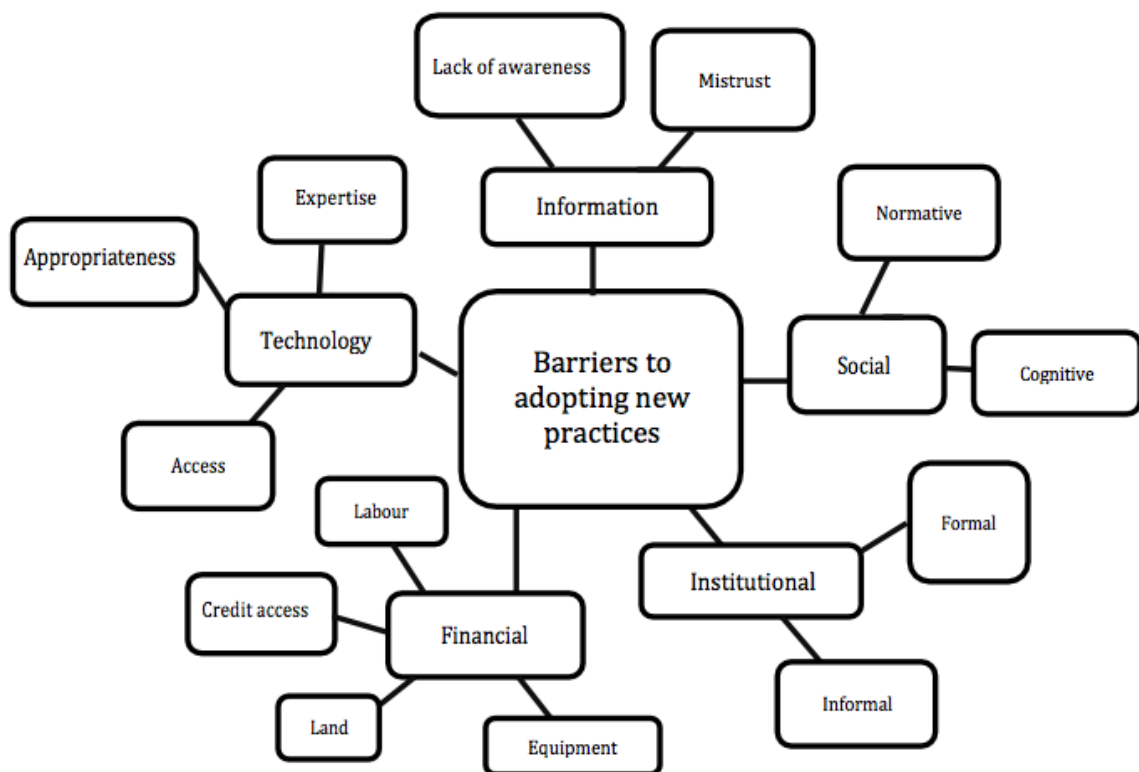 Lack of awareness
Mistrust
Expertise
Information
Normative
Appropriateness
Technology
Barriers to
adopting new
practices
Social
Cognitive
Access
Labour
Formal
Institutional
Credit access
Financial
Informal
Land
Equipment